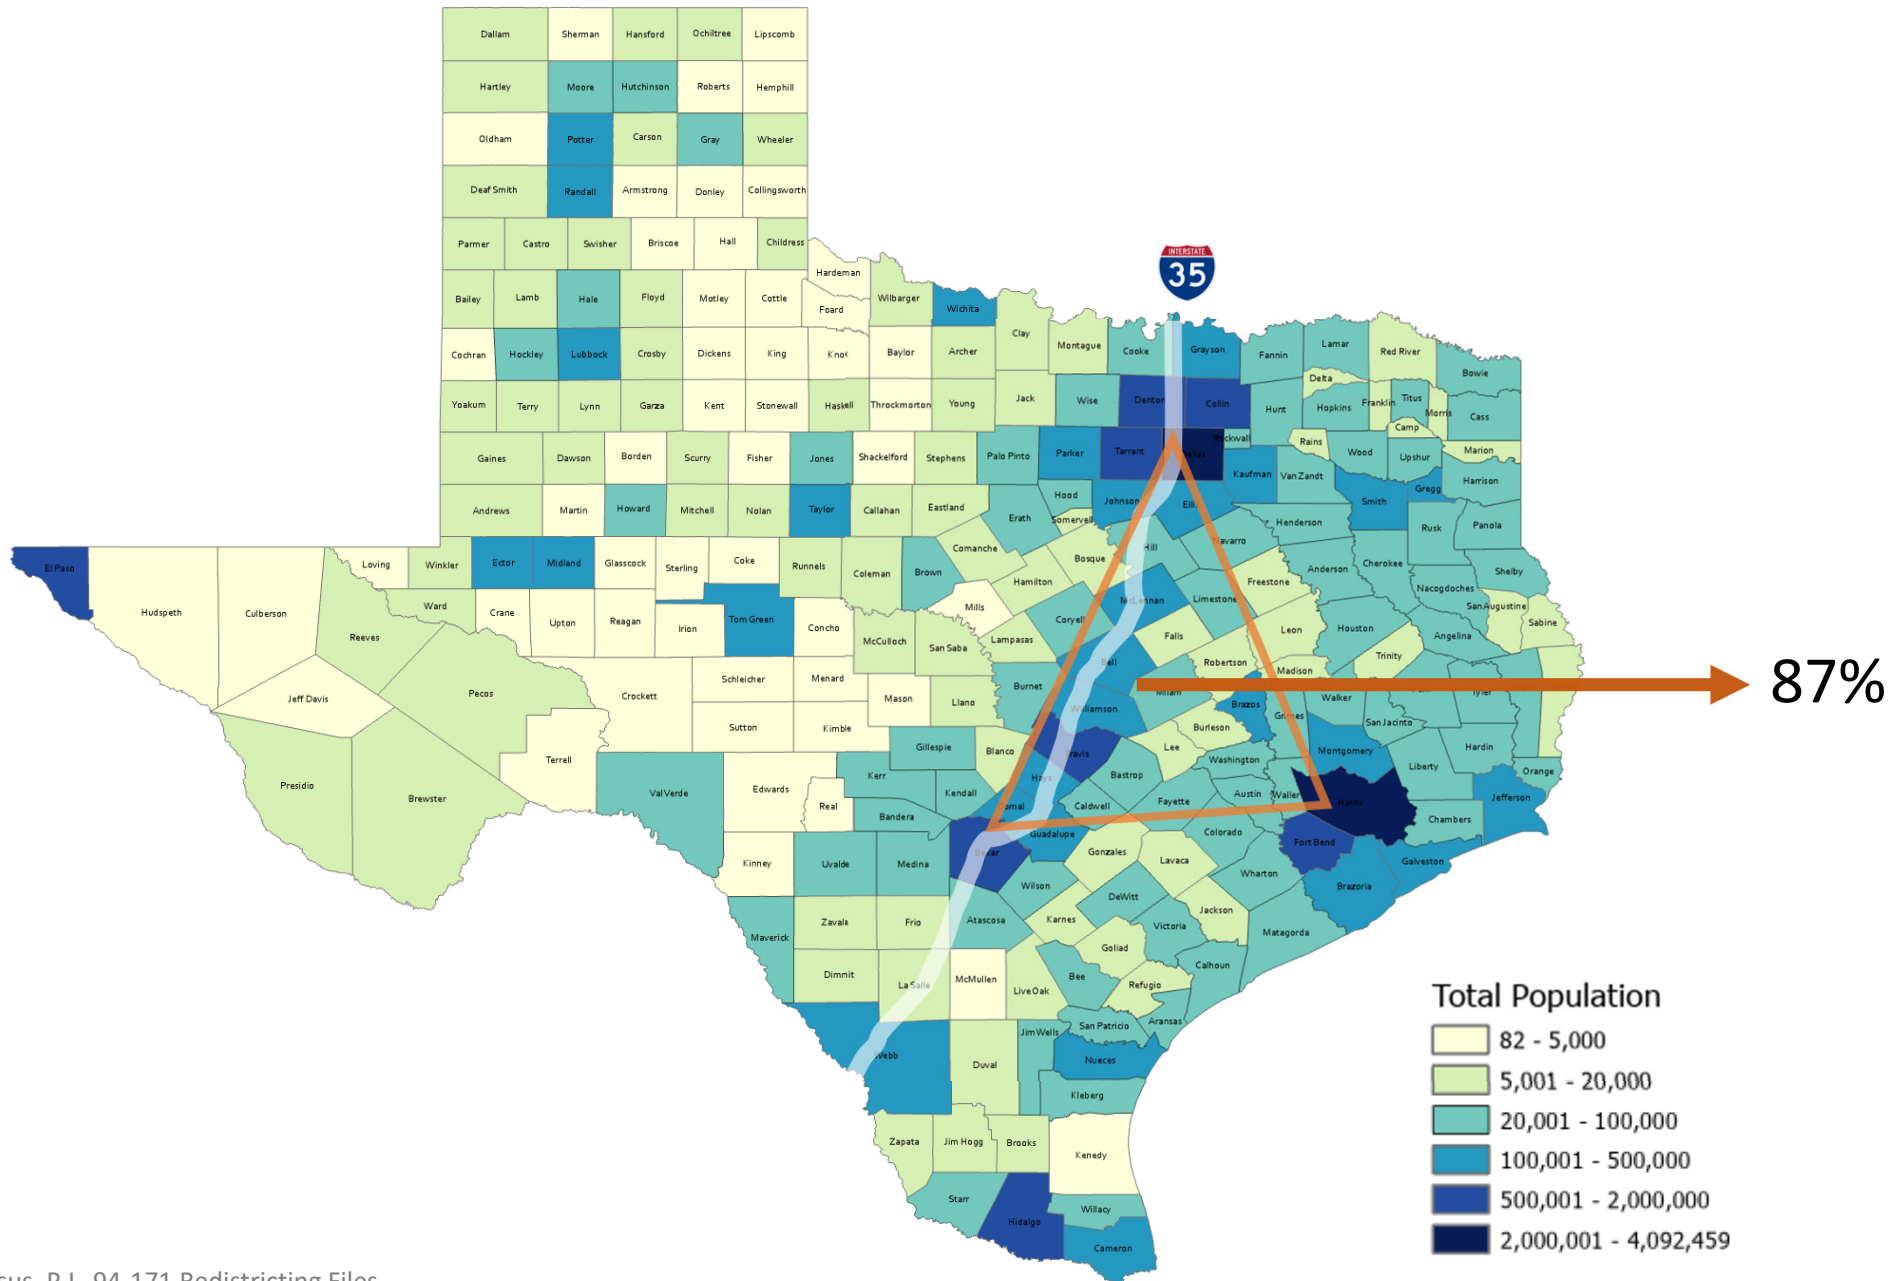 Dallam Sherman Hansford Ochiltree Lipscomb
Hartley Moore Hutchinson Roberts Hemphill
Oldham Potter Carson Gray Wheeler
Deaf Smith Randall Armstrong Donley Collingsworth
Parmer Castro Swisher Briscoe Hall Childress
Hardeman
INTERSTATE
35
Bailey Lamb Hale Floyd Motley Cottle Foard Wilbarger Wichita
Clay Montague Cooke Grayson Fannin Lamar Red River Bowie
Cochran Hockley Lubbock Crosby Dickens King Knox Baylor Archer
Delta
Yoakum Terry Lynn Garza Kent Stonewall Haskell Throckmorton Young Jack Wise Denton Collin Hunt Hopkins Franklin Titus Morris Cass
Camp
Gaines Dawson Borden Scurry Fisher Jones Shackelford Stephens Palo Pinto Parker Tarrant Dallas Rockwall Rains Wood Upshur Marion
Kaufman Van Zandt Smith Gregg Harrison
Andrews Martin Howard Mitchell Nolan Taylor Callahan Eastland Erath Hood Somervell Johnson Ellis Henderson Rusk Panola
El Paso Hudspeth Culberson Loving Winkler Ector Midland Glasscock Sterling Coke Runnels Coleman Brown Comanche Hamilton Bosque Hill Navarro Freestone Anderson Cherokee Nacogdoches Shelby
Reeves Ward Crane Upton Reagan Irion Tom Green Concho McCulloch San Saba Mills Lampasas Coryell McLennan Limestone Falls Leon Houston Angelina San Augustine Sabine
Jeff Davis Pecos Crockett Schleicher Menard Mason Llano Burnet Bell Milam Robertson Madison Trinity Walker Tyler
87%
Sutton Kimble Williamson Brazos Grimes San Jacinto
Presidio Brewster Terrell Val Verde Edwards Real Kerr Gillespie Blanco Kendall Bandera Hays Travis Comal Caldwell Bastrop Lee Burleson Washington Fayette Austin Waller Montgomery Harris Liberty Hardin Orange Jefferson Chambers
Kinney Uvalde Medina Bexar Guadalupe Gonzales Lavaca Colorado Fort Bend Galveston
Wilson Wharton Brazoria
Maverick Zavala Frio Atascosa Karnes DeWitt Victoria Jackson Matagorda
Dimmit La Salle McMullen Live Oak Bee Goliad Refugio Calhoun
Webb Duval Jim Wells San Patricio Aransas
Nueces
Kleberg
Zapata Jim Hogg Brooks Kenedy
Starr Hidalgo Willacy
Cameron
Total Population
82 - 5,000
5,001 - 20,000
20,001 - 100,000
100,001 - 500,000
500,001 - 2,000,000
2,000,001 - 4,092,459
P.L. 94-171 Redistricting Files